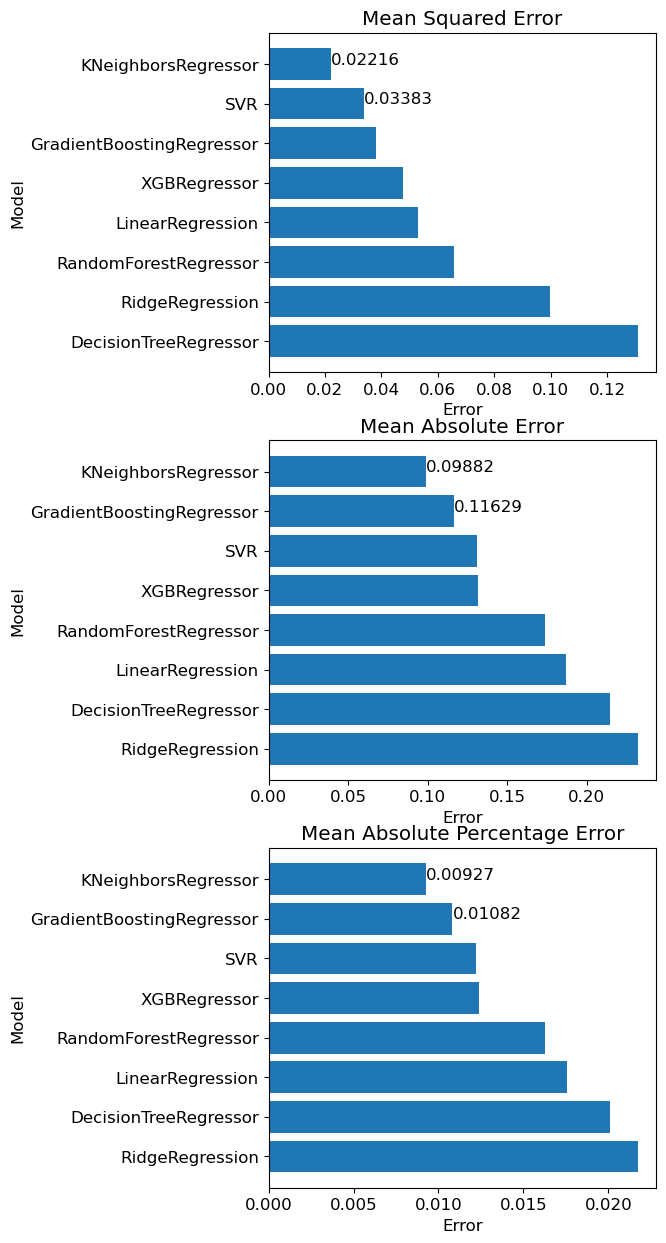 Mean Squared Error
KNeighborsRegressor 0.02216
SVR 0.03383
GradientBoostingRegressor
XGBRegressor
Model
LinearRegression
RandomForestRegressor
RidgeRegression
DecisionTreeRegressor
0.00 0.02 0.04 0.06 0.08 0.10 0.12
Error
Mean Absolute Error
KNeighborsRegressor 0.09882
GradientBoostingRegressor 0.11629
SVR
XGBRegressor
Model
RandomForestRegressor
LinearRegression
DecisionTreeRegressor
RidgeRegression
0.00 0.05 0.10 0.15 0.20
Error
Mean Absolute Percentage Error
KNeighborsRegressor 0.00927
GradientBoostingRegressor 0.01082
SVR
XGBRegressor
Model
RandomForestRegressor
LinearRegression
DecisionTreeRegressor
RidgeRegression
0.000 0.005 0.010 0.015 0.020
Error